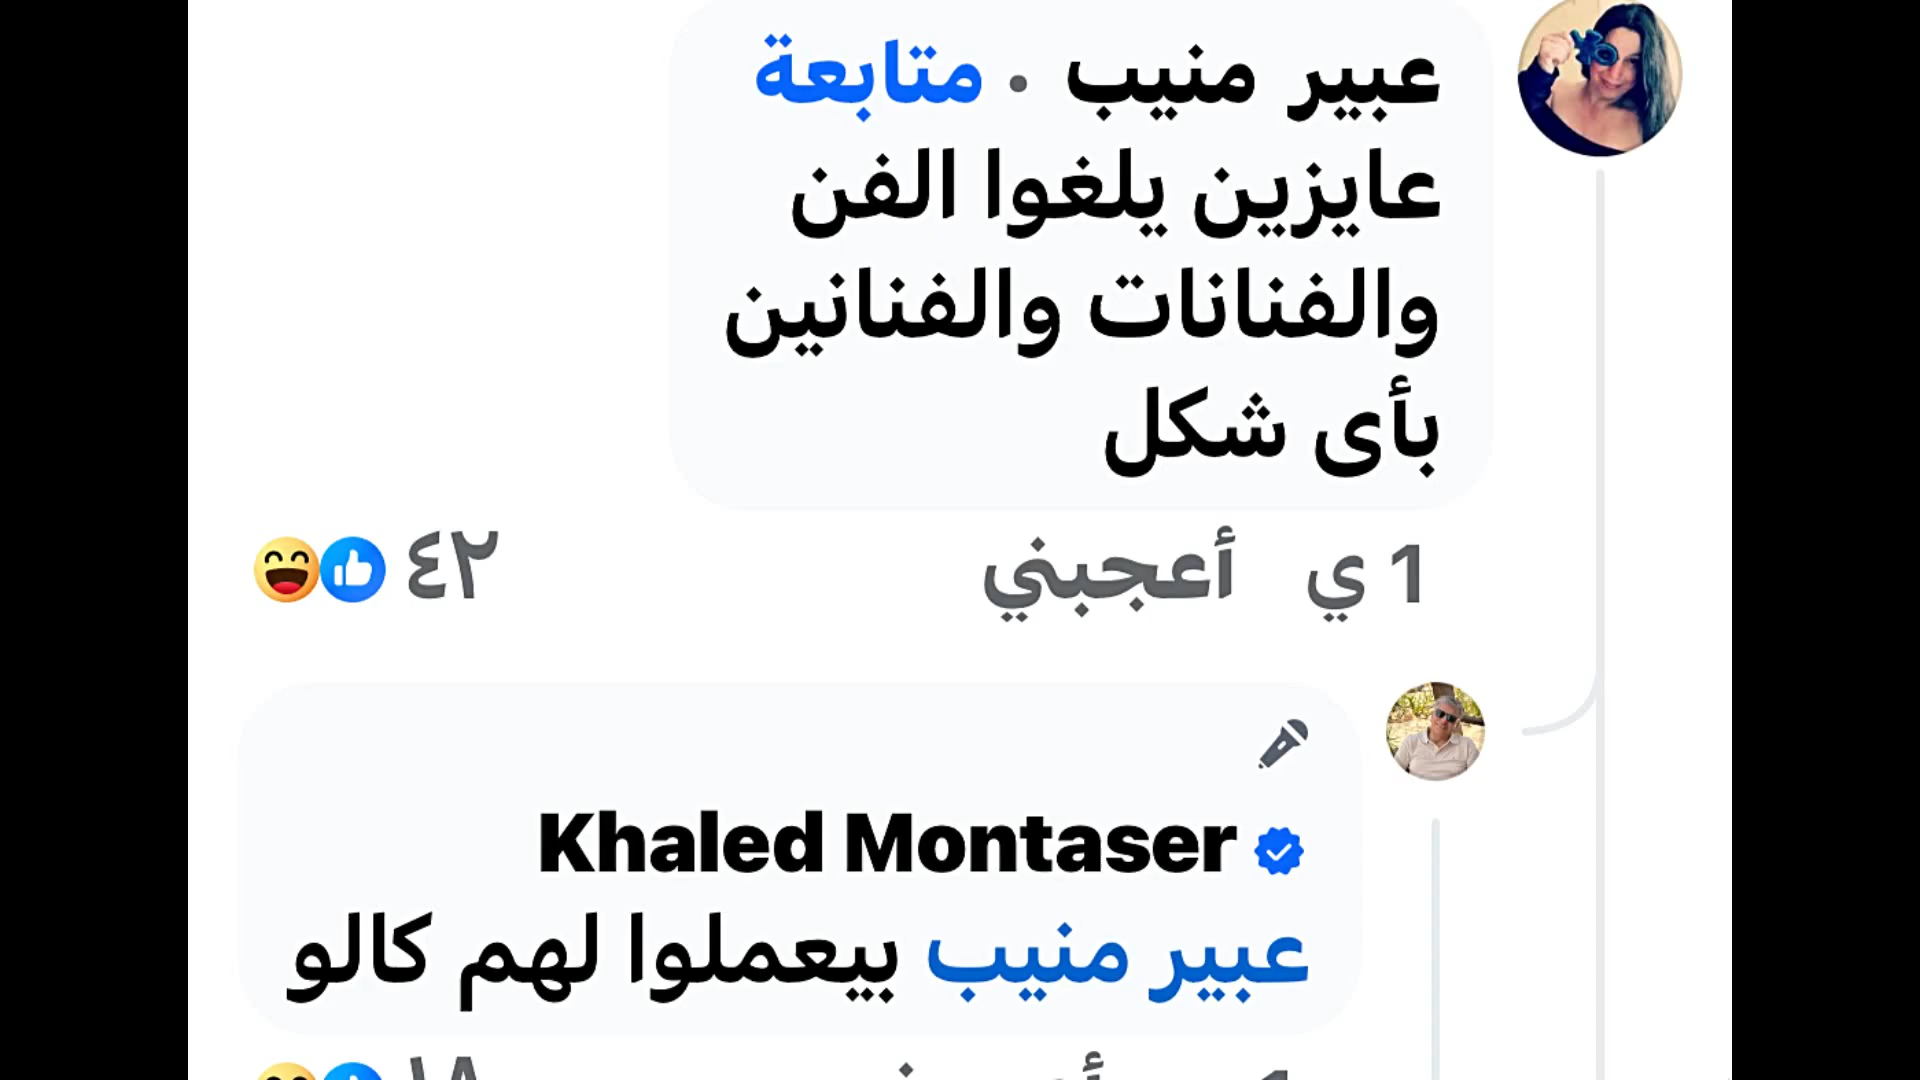 عبير منيب · متابعة
عايزين يلغوا الفن
والفنانات والفنانين
بأى شكل
1 ي أعجبني ٤٢
Khaled Montaser
عبير منيب بيعملوا لهم كالو